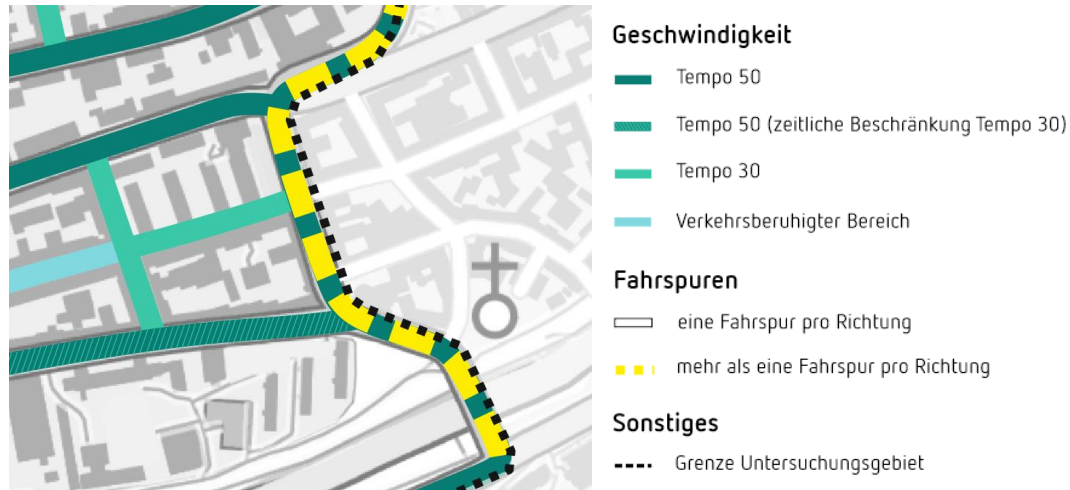 Geschwindigkeit
Tempo 50
Tempo 50 (zeitliche Beschränkung Tempo 30)
Tempo 30
Verkehrsberuhigter Bereich
Fahrspuren
eine Fahrspur pro Richtung
mehr als eine Fahrspur pro Richtung
Sonstiges
Grenze Untersuchungsgebiet